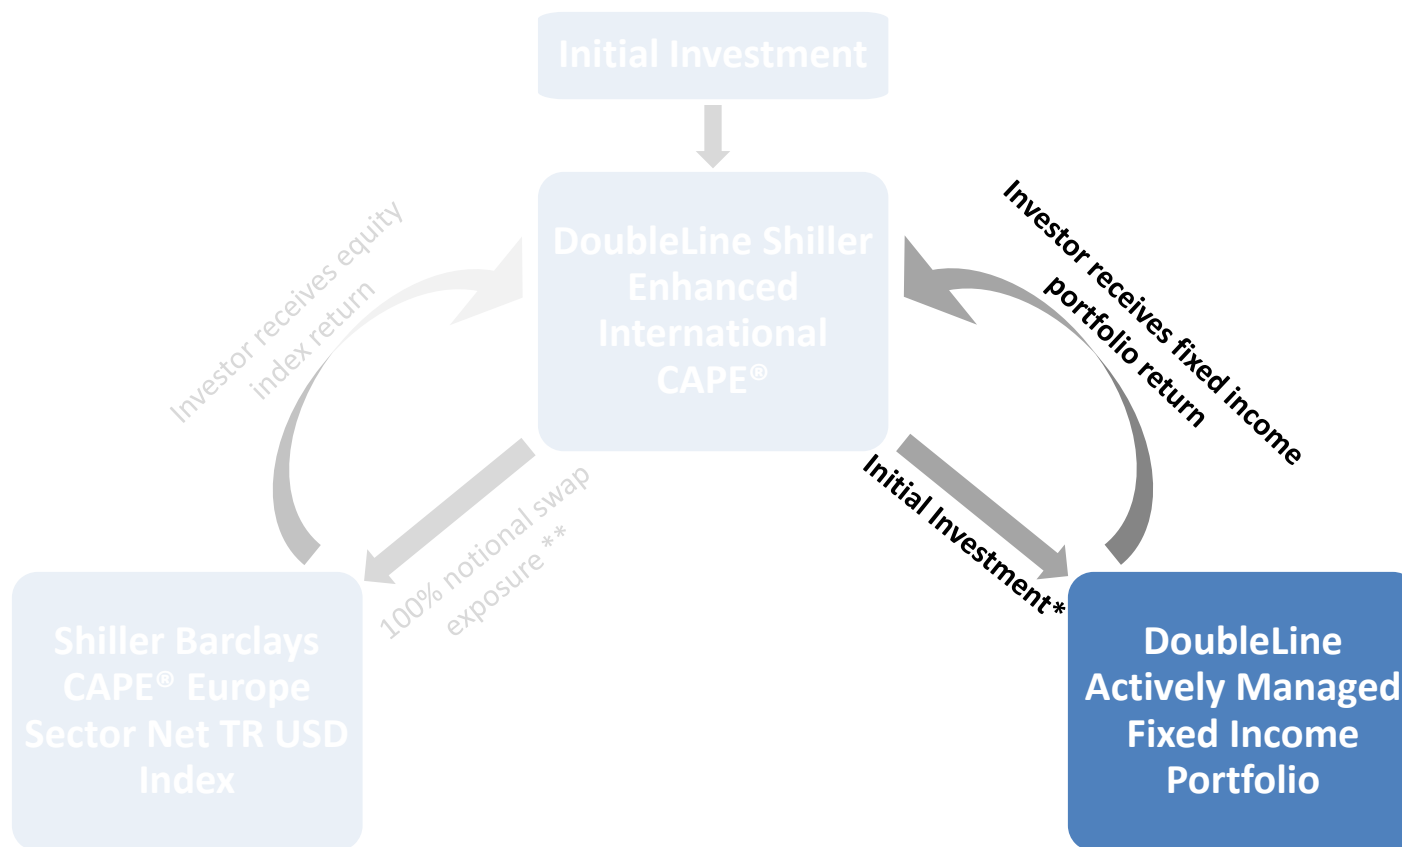 Initial Investment
DoubleLine Shiller
Enhanced
International
CAPE®
Investor receives equity
index return
Investor receives fixed income
portfolio return
100% notional swap
exposure **
Initial Investment*
Shiller Barclays
CAPE® Europe
Sector Net TR USD
Index
DoubleLine
Actively Managed
Fixed Income
Portfolio